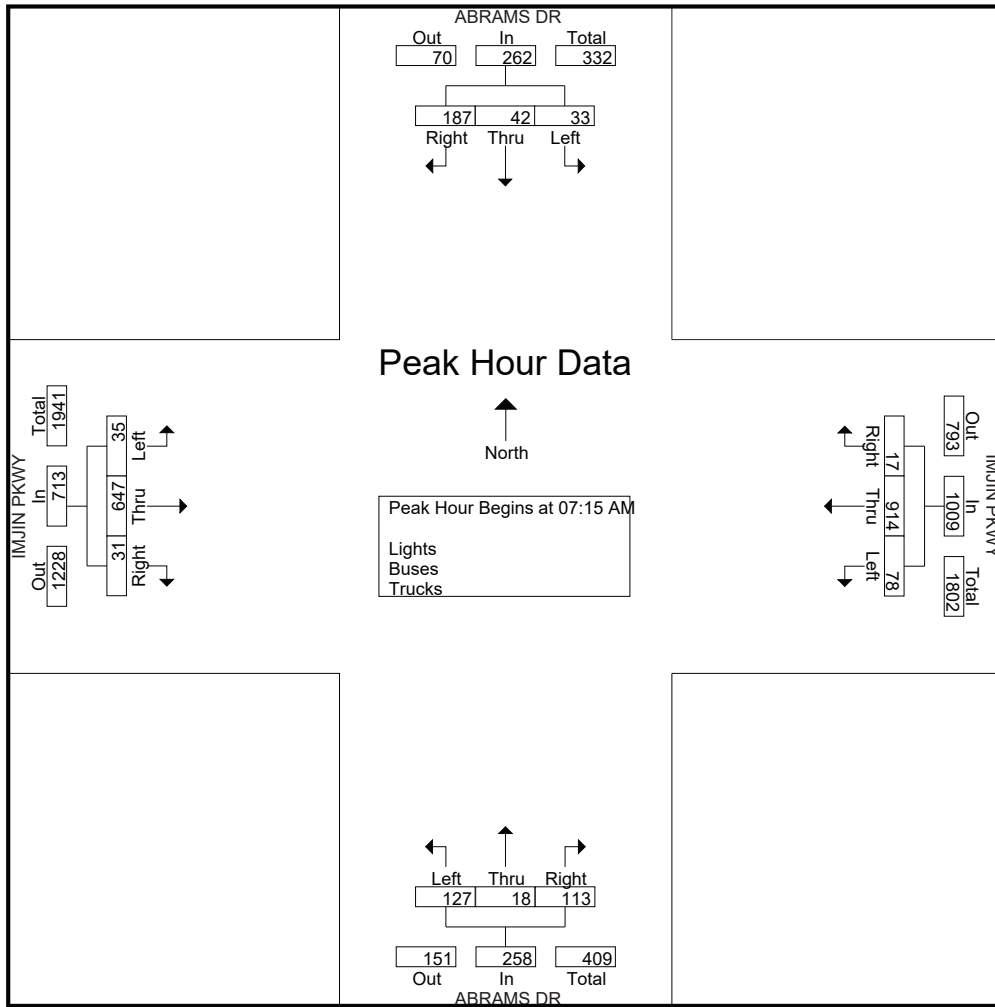 ABRAMS DR
Out In Total
70 262 332
187 42 33
Right Thru Left
Peak Hour Data
North
Peak Hour Begins at 07:15 AM
Lights
Buses
Trucks
IMJIN PKWY
Out In Total
1228 713 1941
Right Thru Left
31 647 35
IMJIN PKWY
Out In Total
793 1009 1802
Right Thru Left
17 914 78
Left Thru Right
127 18 113
151 258 409
Out In Total
ABRAMS DR